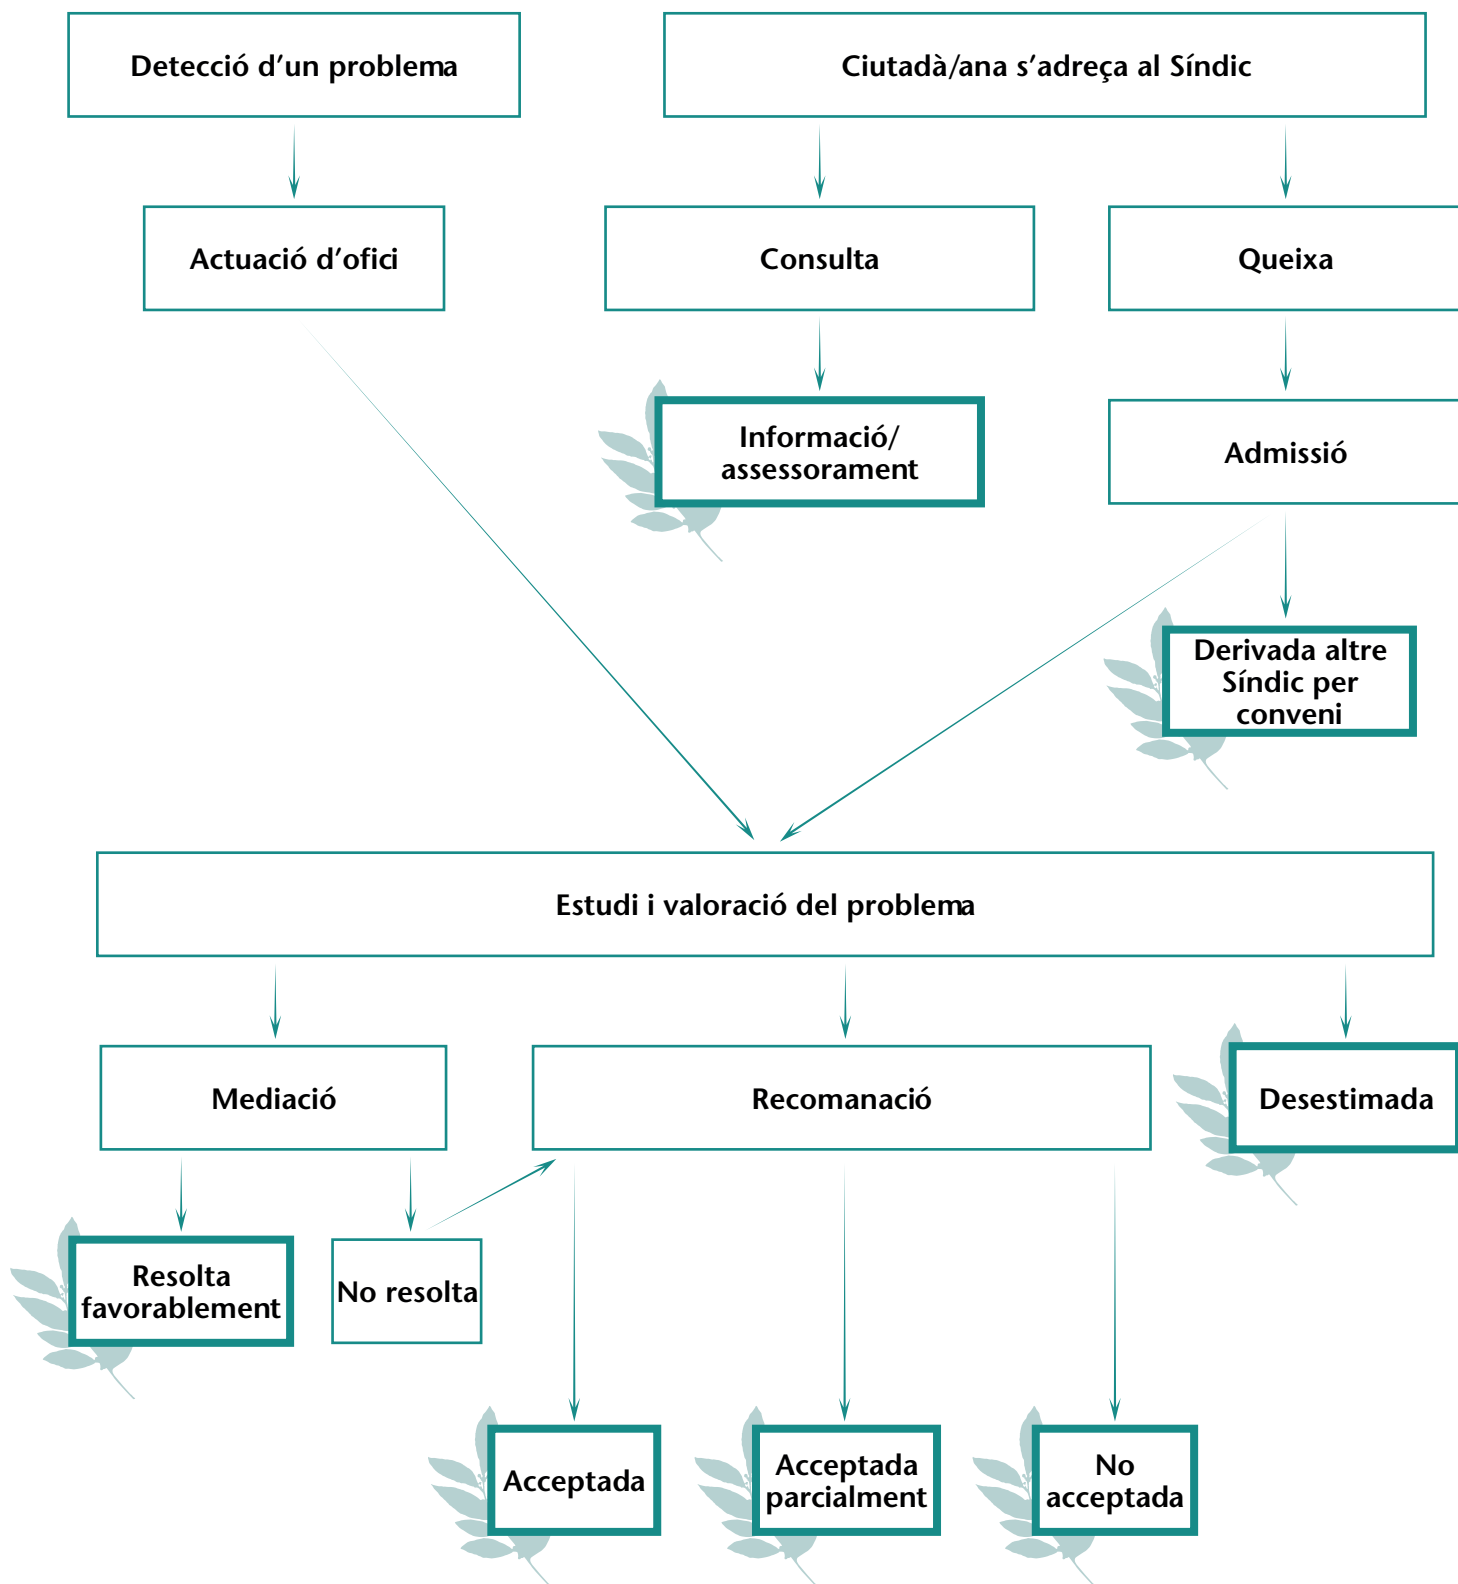 Detecció d’un problema
Ciutadà/ana s’adreça al Síndic
Actuació d’ofici
Consulta
Queixa
Informació/
assessorament
Admissió
Derivada altre
Síndic per
conveni
Estudi i valoració del problema
Mediació
Recomanació
Desestimada
Resolta
favorablement
No resolta
Acceptada
Acceptada
parcialment
No
acceptada